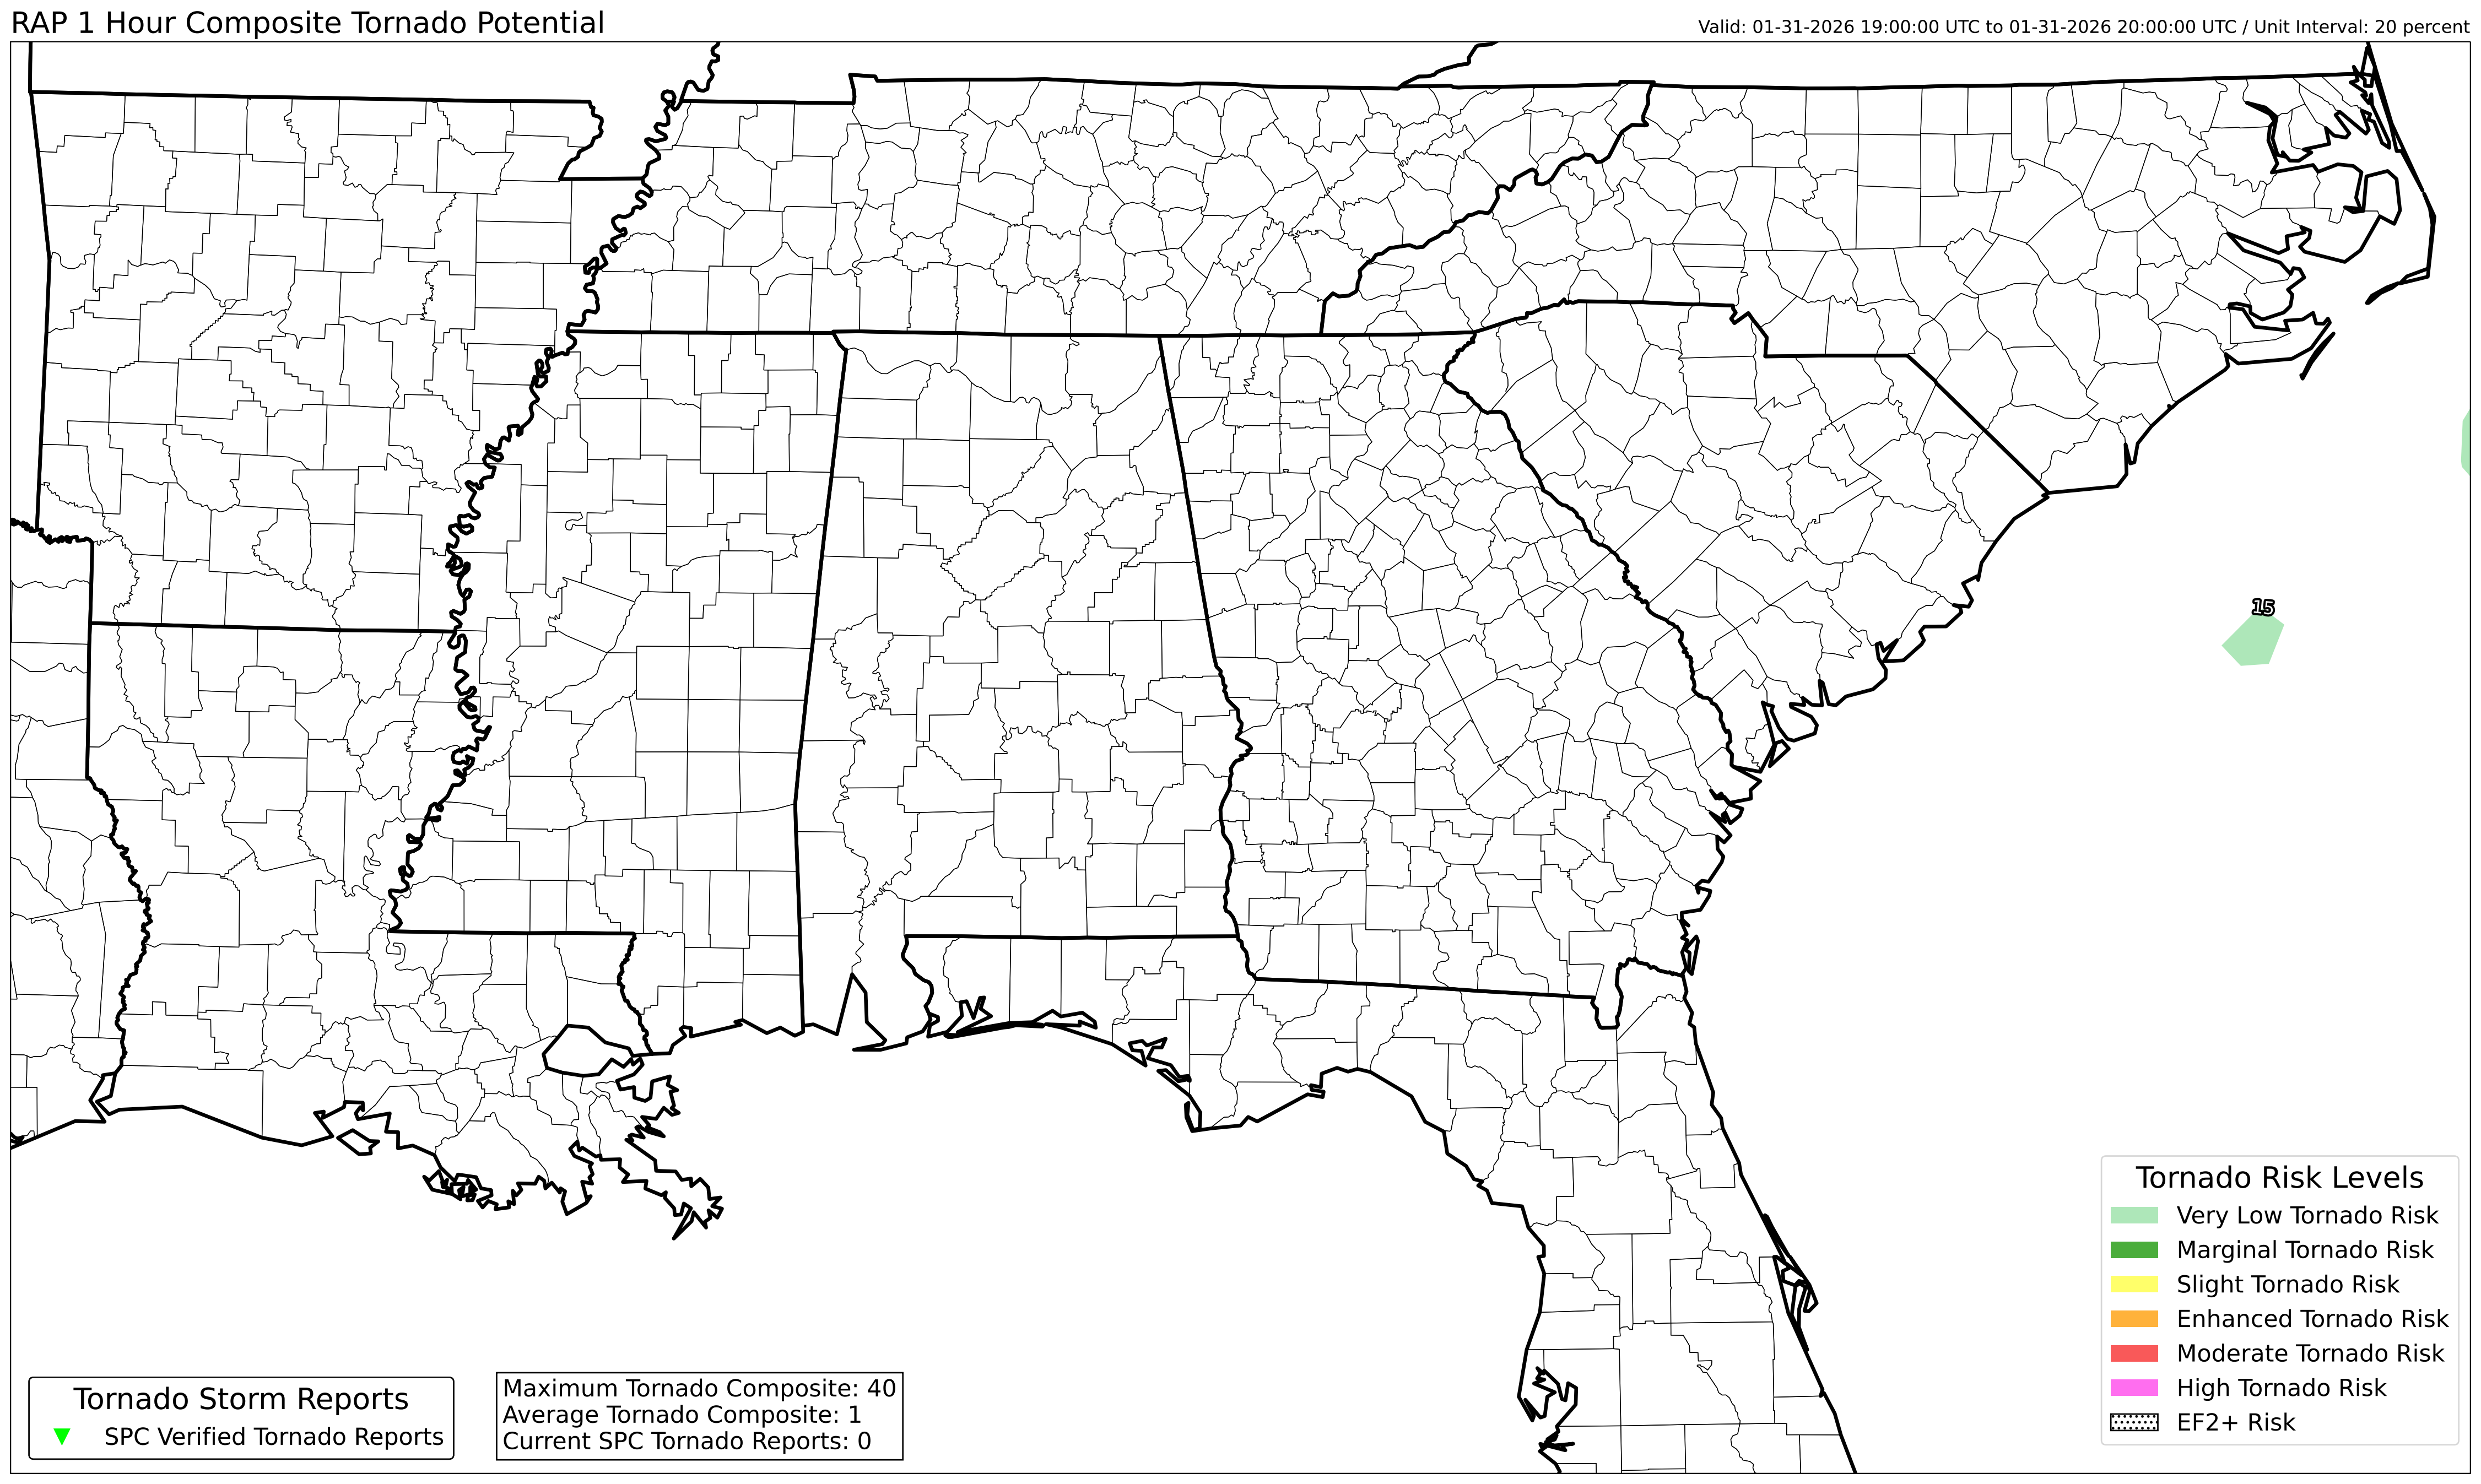 RAP 1 Hour Composite Tornado Potential
Valid: 01-31-2026 19:00:00 UTC to 01-31-2026 20:00:00 UTC / Unit Interval: 20 percent
15
Tornado Risk Levels
Very Low Tornado Risk
Marginal Tornado Risk
Slight Tornado Risk
Enhanced Tornado Risk
Moderate Tornado Risk
High Tornado Risk
EF2+ Risk
Tornado Storm Reports
SPC Verified Tornado Reports
Maximum Tornado Composite: 40
Average Tornado Composite: 1
Current SPC Tornado Reports: 0